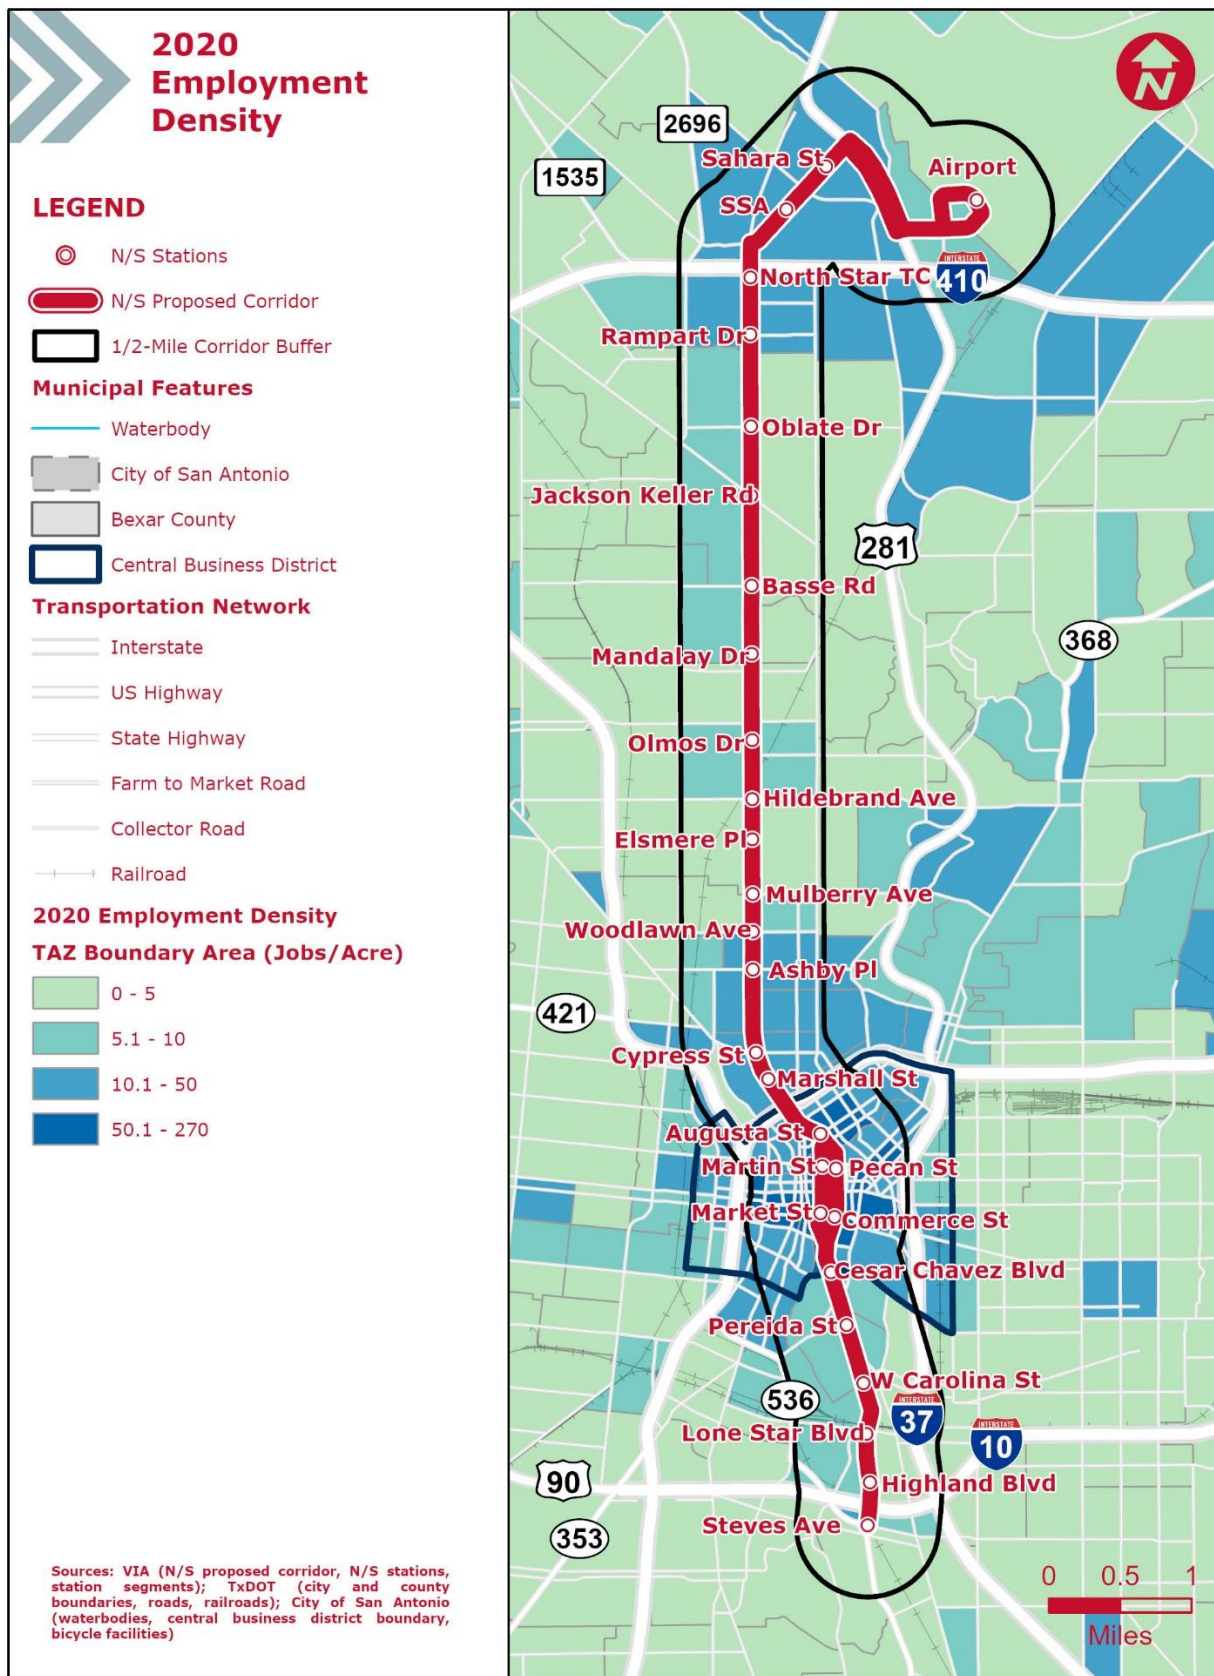 2020
Employment
Density
LEGEND
N/S Stations
N/S Proposed Corridor
1/2-Mile Corridor Buffer
Municipal Features
Waterbody
City of San Antonio
Bexar County
Central Business District
Transportation Network
Interstate
US Highway
State Highway
Farm to Market Road
Collector Road
Railroad
2020 Employment Density
TAZ Boundary Area (Jobs/Acre)
0 - 5
5.1 - 10
10.1 - 50
50.1 - 270
Sources: VIA (N/S proposed corridor, N/S stations,
station segments); TxDOT (city and county
boundaries, roads, railroads); City of San Antonio
(waterbodies, central business district boundary,
bicycle facilities)
N
2696
1535
Sahara St
Airport
SSA
North Star TC
INTERSTATE
410
Rampart Dr
Oblate Dr
Jackson Keller Rd
281
Basse Rd
368
Mandalay Dr
Olmos Dr
Hildebrand Ave
Elsmere Pl
Mulberry Ave
Woodlawn Ave
Ashby Pl
421
Cypress St
Marshall St
Augusta St
Martin St
Pecan St
Market St
Commerce St
Cesar Chavez Blvd
Pereida St
W Carolina St
536
INTERSTATE
37
Lone Star Blvd
INTERSTATE
10
90
Highland Blvd
Steves Ave
353
0 0.5 1
Miles